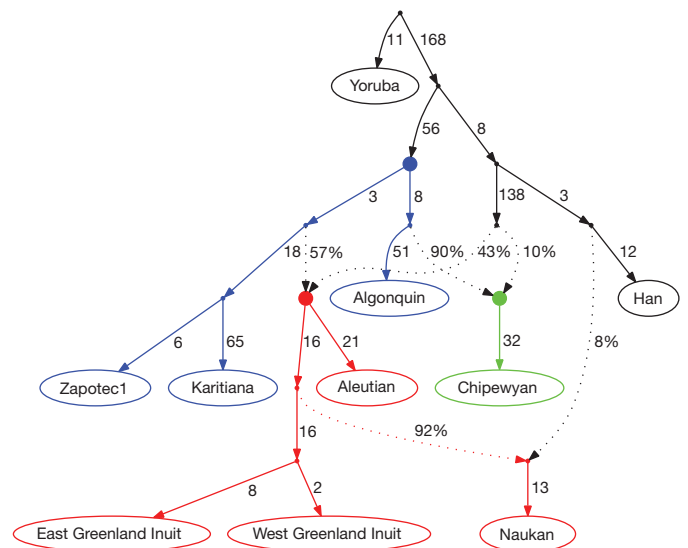 11 168
Yoruba
56 8
3 8 138 3
18 57% 51 90% 43% 10% 12
Algonquin Han
6 65 16 21 32 8%
Zapotec1 Karitiana Aleutian Chipewyan
16 92%
8 2 13
East Greenland Inuit West Greenland Inuit Naukan